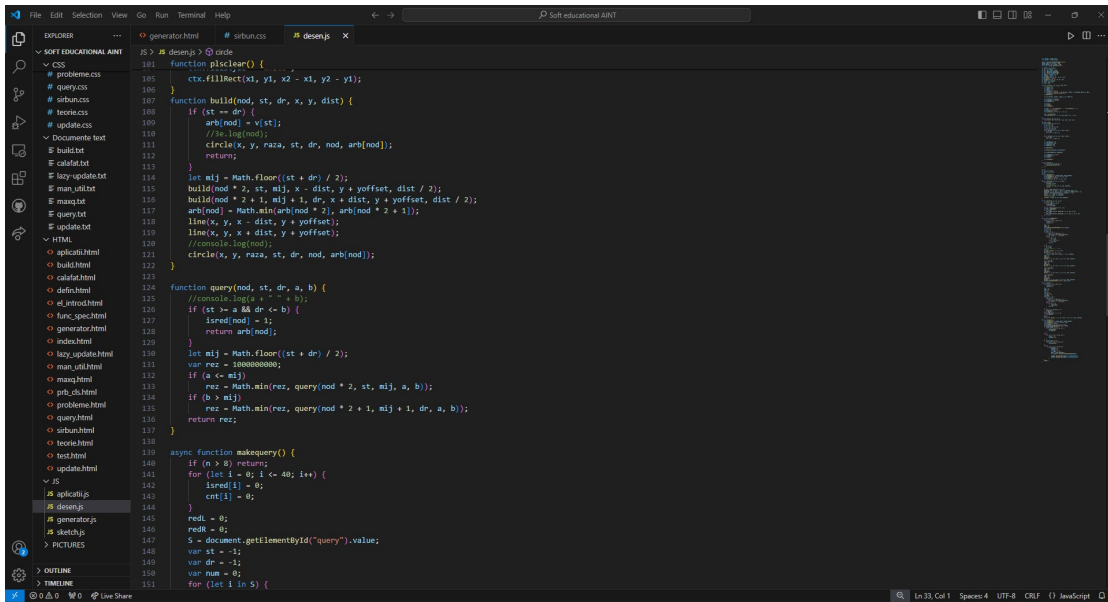 File Edit Selection View Go Run Terminal Help
Soft educational AINT
EXPLORER
SOFT EDUCATIONAL AINT
CSS
# probleme.css
# query.css
# sirbun.css
# teorie.css
# update.css
Documente text
build.txt
calafat.txt
lazy-update.txt
man_util.txt
maxq.txt
query.txt
update.txt
HTML
aplicatii.html
build.html
calafat.html
defin.html
el_introd.html
func_spec.html
generator.html
index.html
lazy_update.html
man_util.html
maxq.html
prb_cls.html
probleme.html
query.html
sirbun.html
teorie.html
test.html
update.html
JS
JS aplicatii.js
JS desen.js
JS generator.js
JS sketch.js
PICTURES
OUTLINE
TIMELINE
generator.html # sirbun.css JS desen.js
JS > JS desen.js > circle
101 function plsclear() {
105 ctx.fillRect(x1, y1, x2 - x1, y2 - y1);
106 }
107 function build(nod, st, dr, x, y, dist) {
108 if (st == dr) {
109 arb[nod] = v[st];
110 //3e.log(nod);
111 circle(x, y, raza, st, dr, nod, arb[nod]);
112 return;
113 }
114 let mij = Math.floor((st + dr) / 2);
115 build(nod * 2, st, mij, x - dist, y + yoffset, dist / 2);
116 build(nod * 2 + 1, mij + 1, dr, x + dist, y + yoffset, dist / 2);
117 arb[nod] = Math.min(arb[nod * 2], arb[nod * 2 + 1]);
118 line(x, y, x - dist, y + yoffset);
119 line(x, y, x + dist, y + yoffset);
120 //console.log(nod);
121 circle(x, y, raza, st, dr, nod, arb[nod]);
122 }
123
124 function query(nod, st, dr, a, b) {
125 //console.log(a + " " + b);
126 if (st >= a && dr <= b) {
127 isred[nod] = 1;
128 return arb[nod];
129 }
130 let mij = Math.floor((st + dr) / 2);
131 var rez = 1000000000;
132 if (a <= mij)
133 rez = Math.min(rez, query(nod * 2, st, mij, a, b));
134 if (b > mij)
135 rez = Math.min(rez, query(nod * 2 + 1, mij + 1, dr, a, b));
136 return rez;
137 }
138
139 async function makequery() {
140 if (n > 8) return;
141 for (let i = 0; i <= 40; i++) {
142 isred[i] = 0;
143 cnt[i] = 0;
144 }
145 redL = 0;
146 redR = 0;
147 S = document.getElementById("query").value;
148 var st = -1;
149 var dr = -1;
150 var num = 0;
151 for (let i in S) {
0 0 0 Live Share
Ln 33, Col 1 Spaces: 4 UTF-8 CRLF {} JavaScript